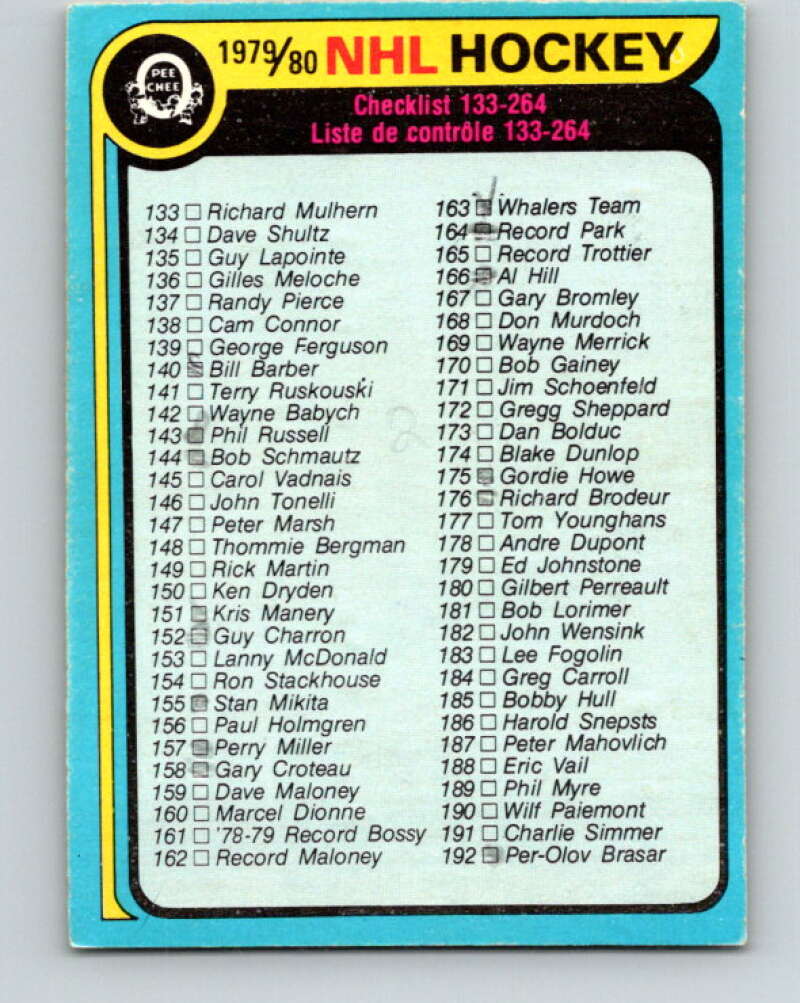 PEE
CHEE
1979/80 NHL HOCKEY
Checklist 133-264
Liste de contrôle 133-264
133 Richard Mulhern
134 Dave Shultz
135 Guy Lapointe
136 Gilles Meloche
137 Randy Pierce
138 Cam Connor
139 George Ferguson
140 Bill Barber
141 Terry Ruskouski
142 Wayne Babych
143 Phil Russell
144 Bob Schmautz
145 Carol Vadnais
146 John Tonelli
147 Peter Marsh
148 Thommie Bergman
149 Rick Martin
150 Ken Dryden
151 Kris Manery
152 Guy Charron
153 Lanny McDonald
154 Ron Stackhouse
155 Stan Mikita
156 Paul Holmgren
157 Perry Miller
158 Gary Croteau
159 Dave Maloney
160 Marcel Dionne
161 '78-79 Record Bossy
162 Record Maloney
163 Whalers Team
164 Record Park
165 Record Trottier
166 Al Hill
167 Gary Bromley
168 Don Murdoch
169 Wayne Merrick
170 Bob Gainey
171 Jim Schoenfeld
172 Gregg Sheppard
173 Dan Bolduc
174 Blake Dunlop
175 Gordie Howe
176 Richard Brodeur
177 Tom Younghans
178 Andre Dupont
179 Ed Johnstone
180 Gilbert Perreault
181 Bob Lorimer
182 John Wensink
183 Lee Fogolin
184 Greg Carroll
185 Bobby Hull
186 Harold Snepsts
187 Peter Mahovlich
188 Eric Vail
189 Phil Myre
190 Wilf Paiemont
191 Charlie Simmer
192 Per-Olov Brasar